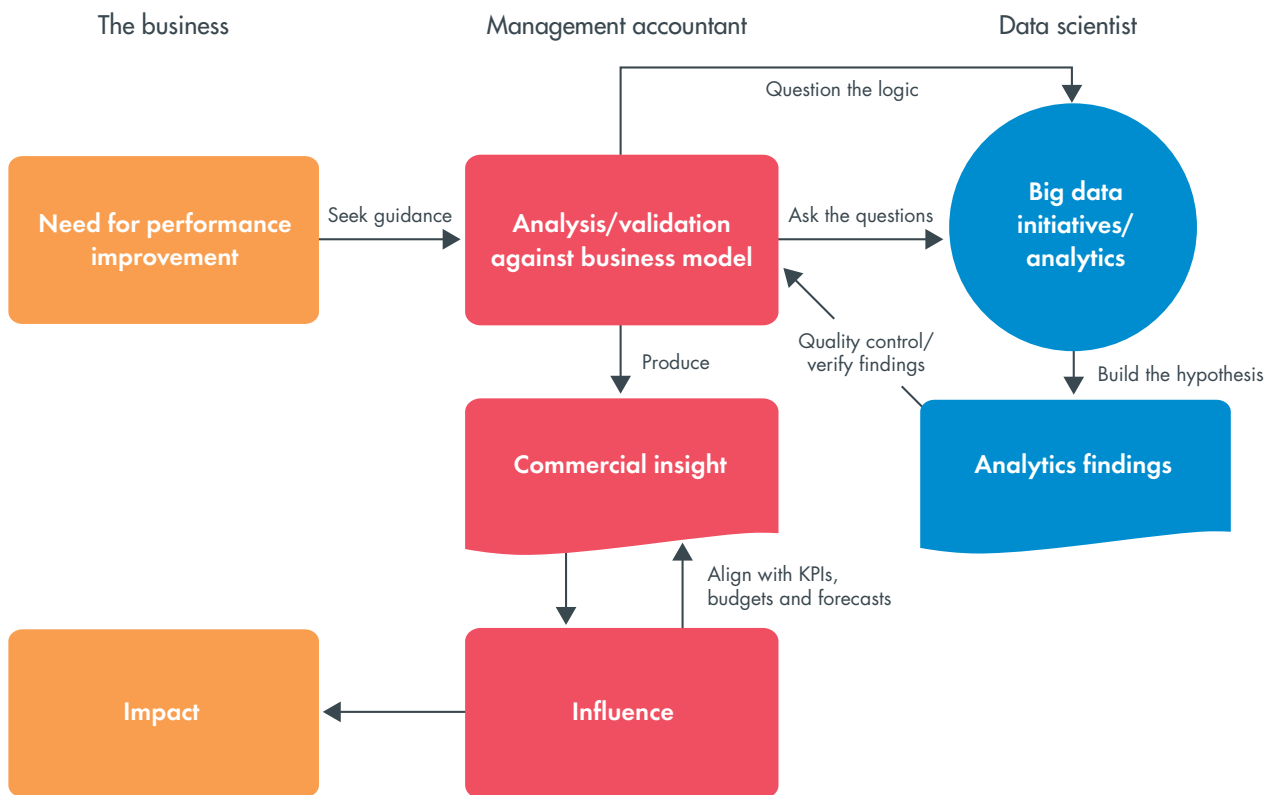 The business
Management accountant
Data scientist
Question the logic
Need for performance
improvement
Seek guidance
Analysis/validation
against business model
Ask the questions
Big data
initiatives/
analytics
Quality control/
verify findings
Produce
Build the hypothesis
Commercial insight
Analytics findings
Align with KPIs,
budgets and forecasts
Impact
Influence